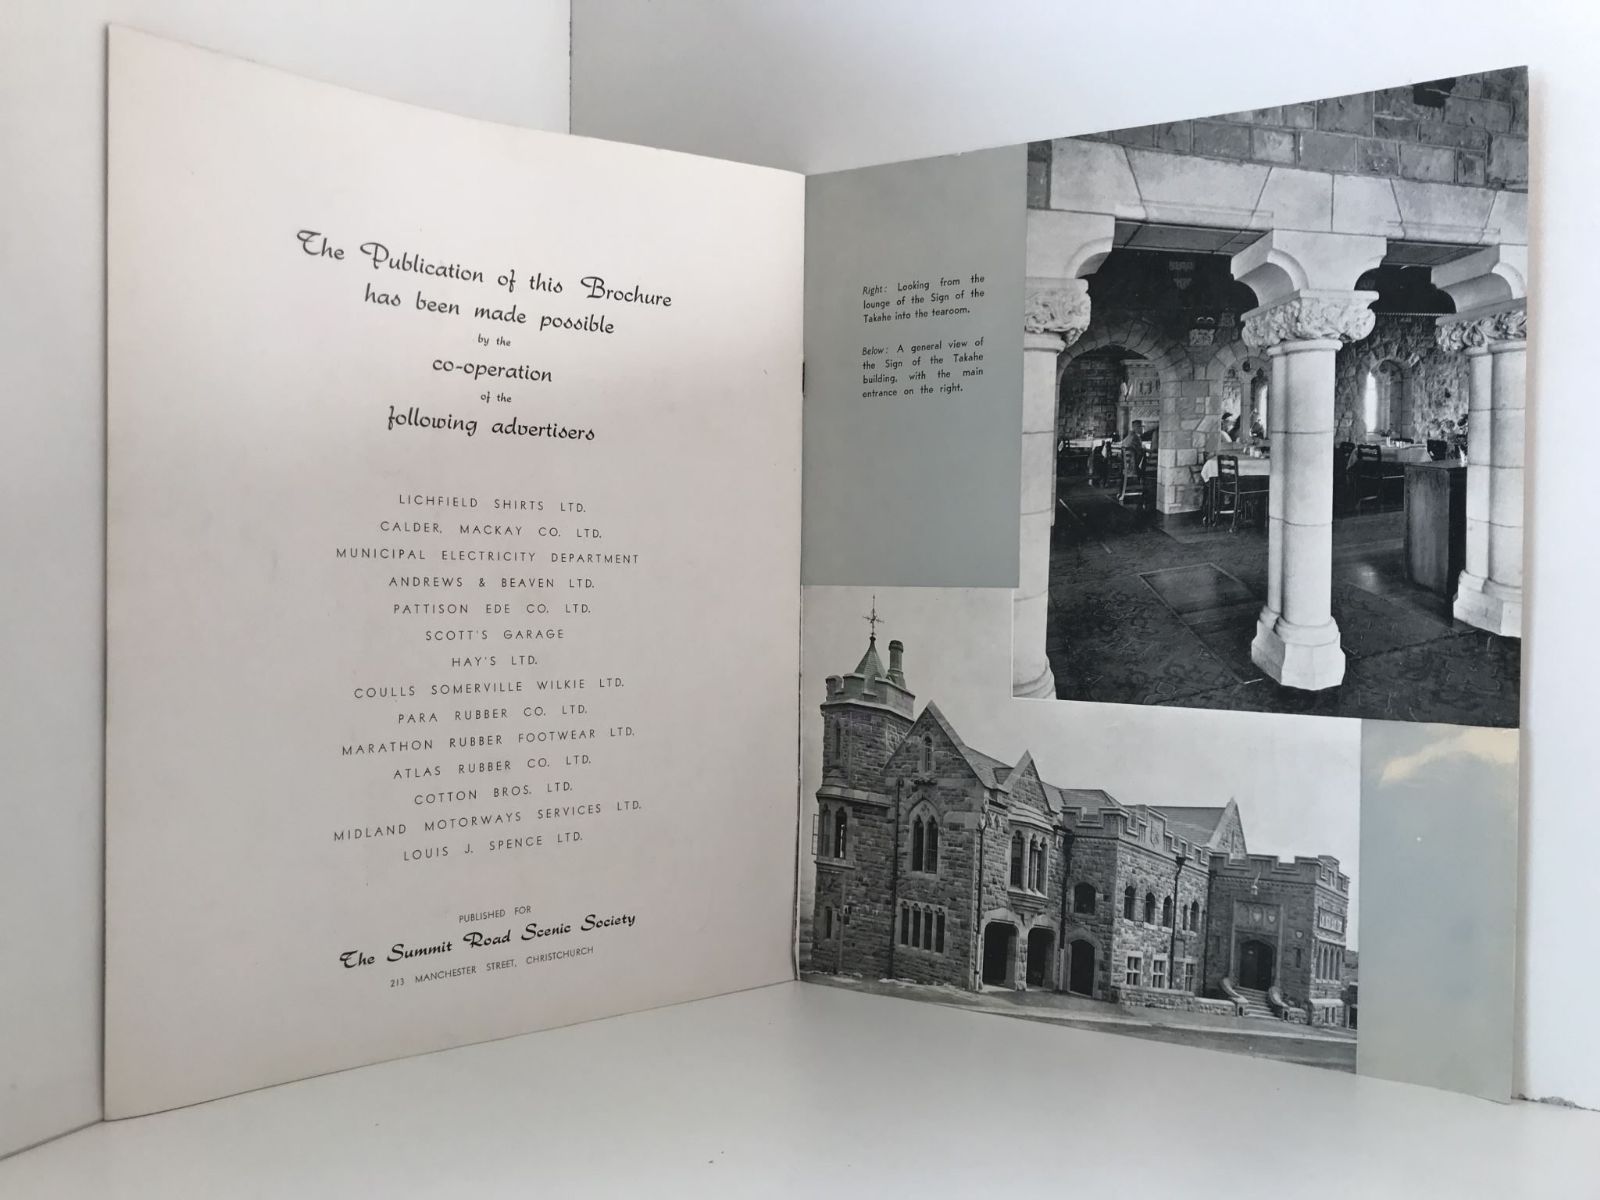 The Publication of this Brochure
has been made possible
by the
co-operation
of the
following advertisers
LICHFIELD SHIRTS LTD.
CALDER, MACKAY CO. LTD.
MUNICIPAL ELECTRICITY DEPARTMENT
ANDREWS & BEAVEN LTD.
PATTISON EDE CO. LTD.
SCOTT'S GARAGE
HAY'S LTD.
COULLS SOMERVILLE WILKIE LTD.
PARA RUBBER CO. LTD.
MARATHON RUBBER FOOTWEAR LTD.
ATLAS RUBBER CO. LTD.
COTTON BROS. LTD.
MIDLAND MOTORWAYS SERVICES LTD.
LOUIS J. SPENCE LTD.
PUBLISHED FOR
The Summit Road Scenic Society
213 MANCHESTER STREET, CHRISTCHURCH
Right: Looking from the
lounge of the Sign of the
Takahe into the tearoom.
Below: A general view of
the Sign of the Takahe
building, with the main
entrance on the right.